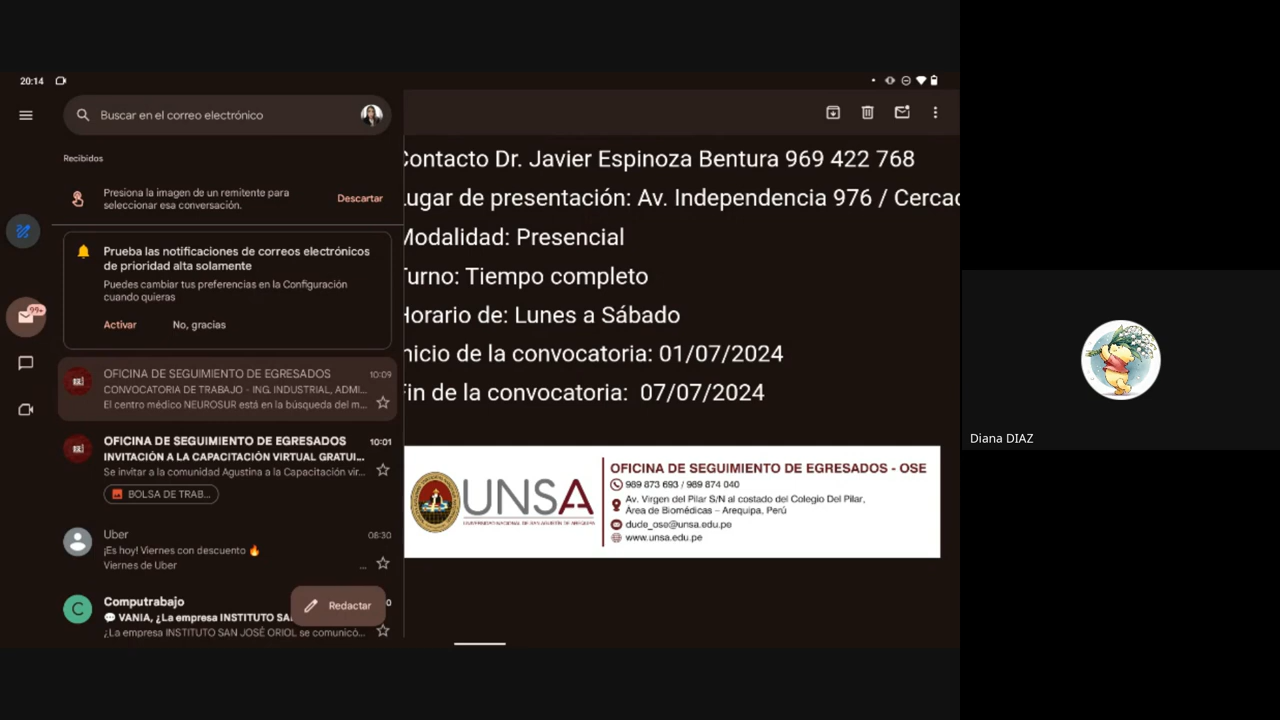 20:14
Buscar en el correo electrónico
Recibidos
Presiona la imagen de un remitente para
seleccionar esa conversación.
Descartar
Prueba las notificaciones de correos electrónicos
de prioridad alta solamente
Puedes cambiar tus preferencias en la Configuración
cuando quieras
Activar
No, gracias
99+
OFICINA DE SEGUIMIENTO DE EGRESADOS 10:09
CONVOCATORIA DE TRABAJO - ING. INDUSTRIAL, ADMI...
El centro médico NEUROSUR está en la búsqueda del m...
OFICINA DE SEGUIMIENTO DE EGRESADOS 10:01
INVITACIÓN A LA CAPACITACIÓN VIRTUAL GRATUI...
Se invitar a la comunidad Agustina a la Capacitación vir...
BOLSA DE TRAB...
Uber 08:30
¡Es hoy! Viernes con descuento 🔥
Viernes de Uber ...
C
Computrabajo
💬 VANIA, ¿La empresa INSTITUTO
¿La empresa INSTITUTO SAN JOSÉ ORIOL se comunicó...
Redactar
Contacto Dr. Javier Espinoza Bentura 969 422 768
Lugar de presentación: Av. Independencia 976 / Cercad
Modalidad: Presencial
Turno: Tiempo completo
Horario de: Lunes a Sábado
Inicio de la convocatoria: 01/07/2024
Fin de la convocatoria: 07/07/2024
UNSA
UNIVERSIDAD NACIONAL DE SAN AGUSTÍN DE AREQUIPA
OFICINA DE SEGUIMIENTO DE EGRESADOS - OSE
989 873 693 / 989 874 040
Av. Virgen del Pilar S/N al costado del Colegio Del Pilar,
Área de Biomédicas – Arequipa, Perú
dude_ose@unsa.edu.pe
www.unsa.edu.pe
Diana DIAZ